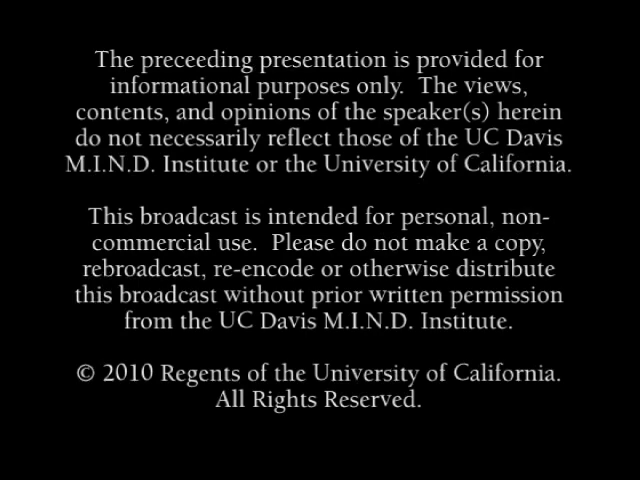 The preceeding presentation is provided for
informational purposes only.  The views,
contents, and opinions of the speaker(s) herein
do not necessarily reflect those of the UC Davis
M.I.N.D. Institute or the University of California.
This broadcast is intended for personal, non-
commercial use.  Please do not make a copy,
rebroadcast, re-encode or otherwise distribute
this broadcast without prior written permission
from the UC Davis M.I.N.D. Institute.
© 2010 Regents of the University of California.
All Rights Reserved.